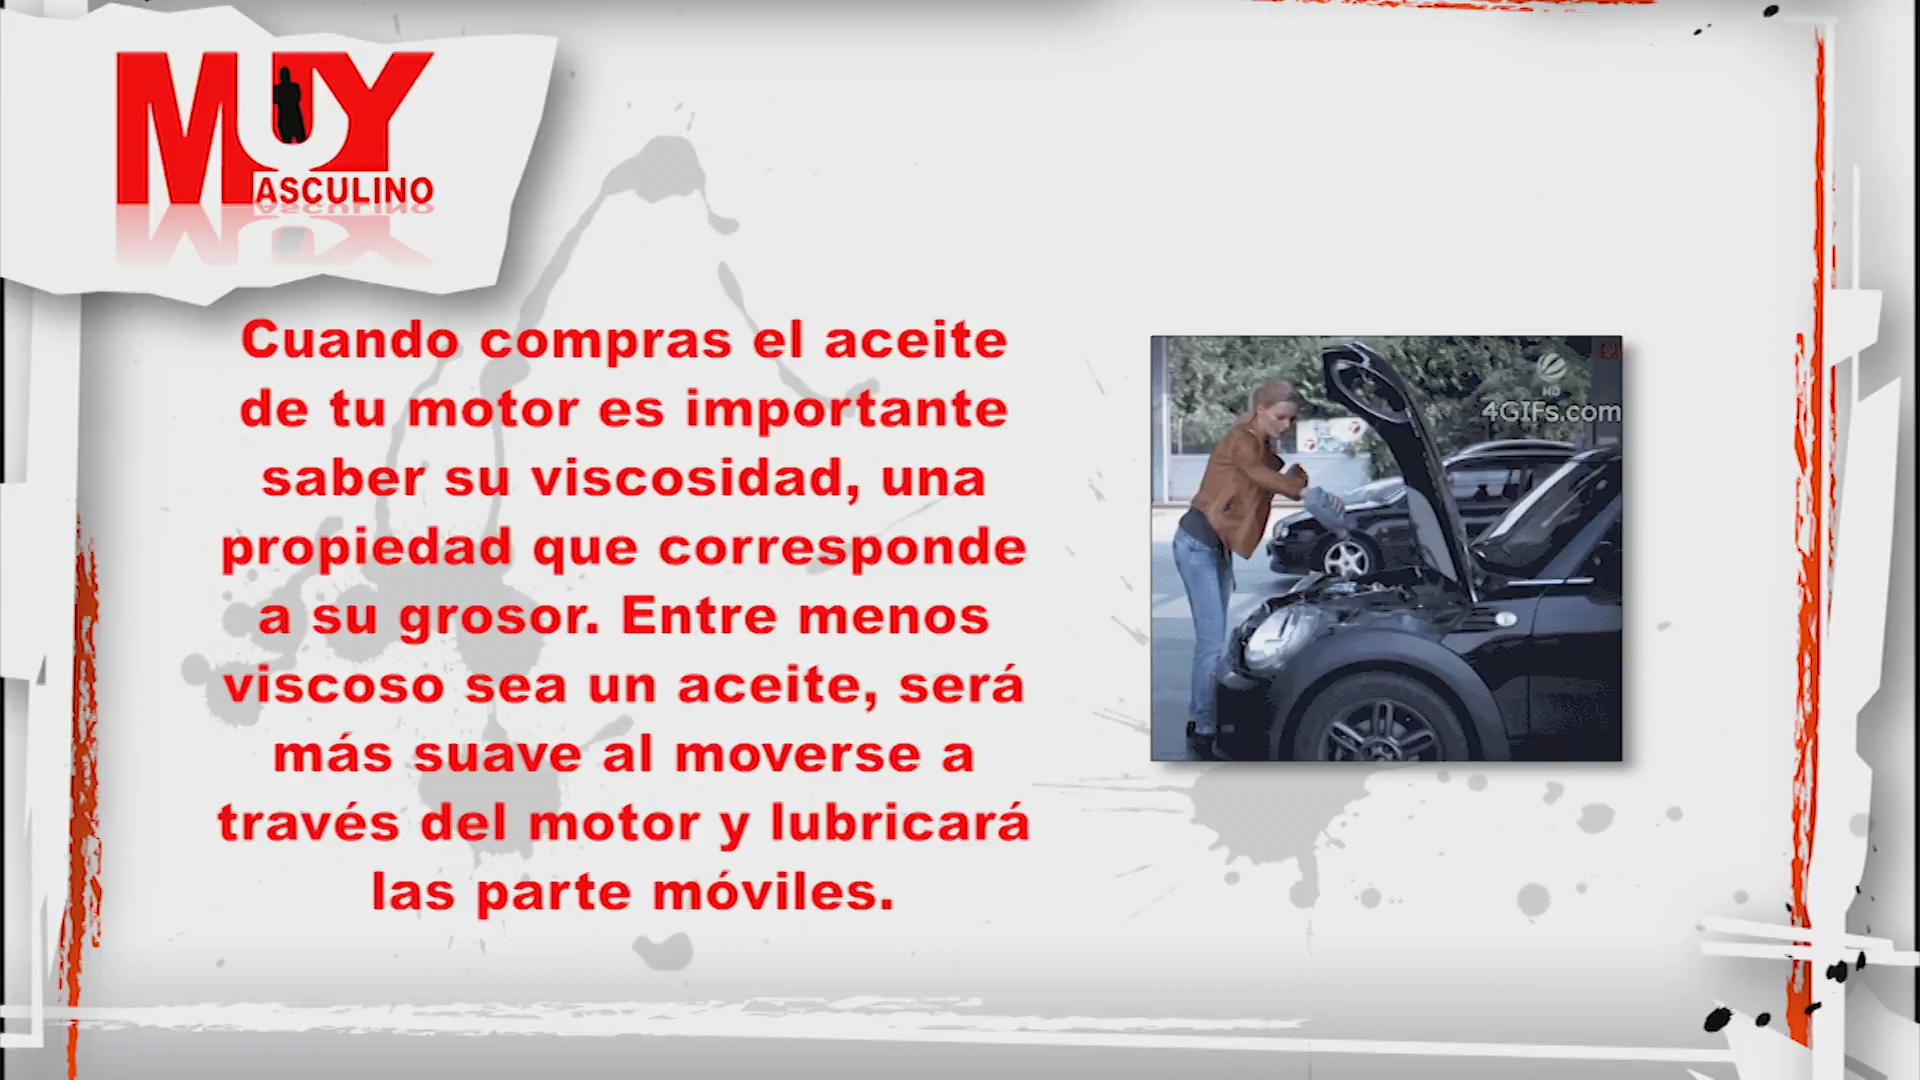 MUY
ASCULINO
Cuando compras el aceite
de tu motor es importante
saber su viscosidad, una
propiedad que corresponde
a su grosor. Entre menos
viscoso sea un aceite, será
más suave al moverse a
través del motor y lubricará
las parte móviles.
HD
4GIFs.com